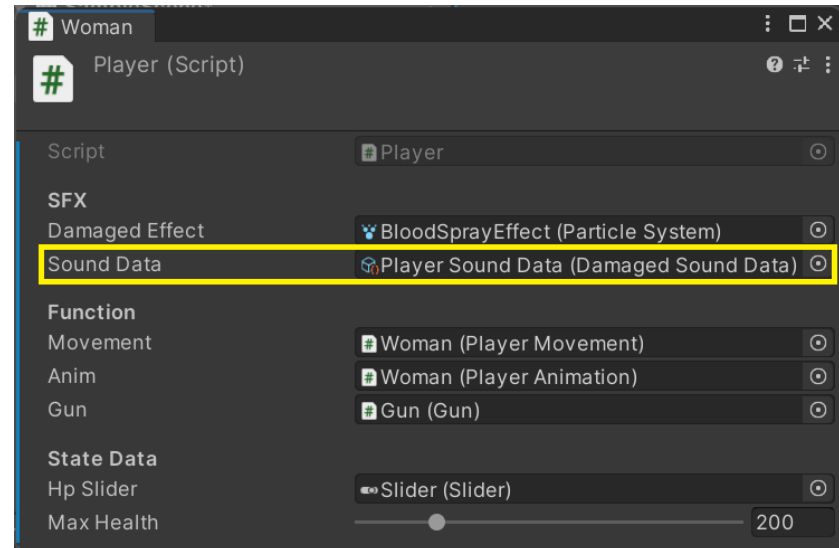 Woman
Player (Script)
Script Player
SFX
Damaged Effect BloodSprayEffect (Particle System)
Sound Data Player Sound Data (Damaged Sound Data)
Function
Movement Woman (Player Movement)
Anim Woman (Player Animation)
Gun Gun (Gun)
State Data
Hp Slider Slider (Slider)
Max Health 200